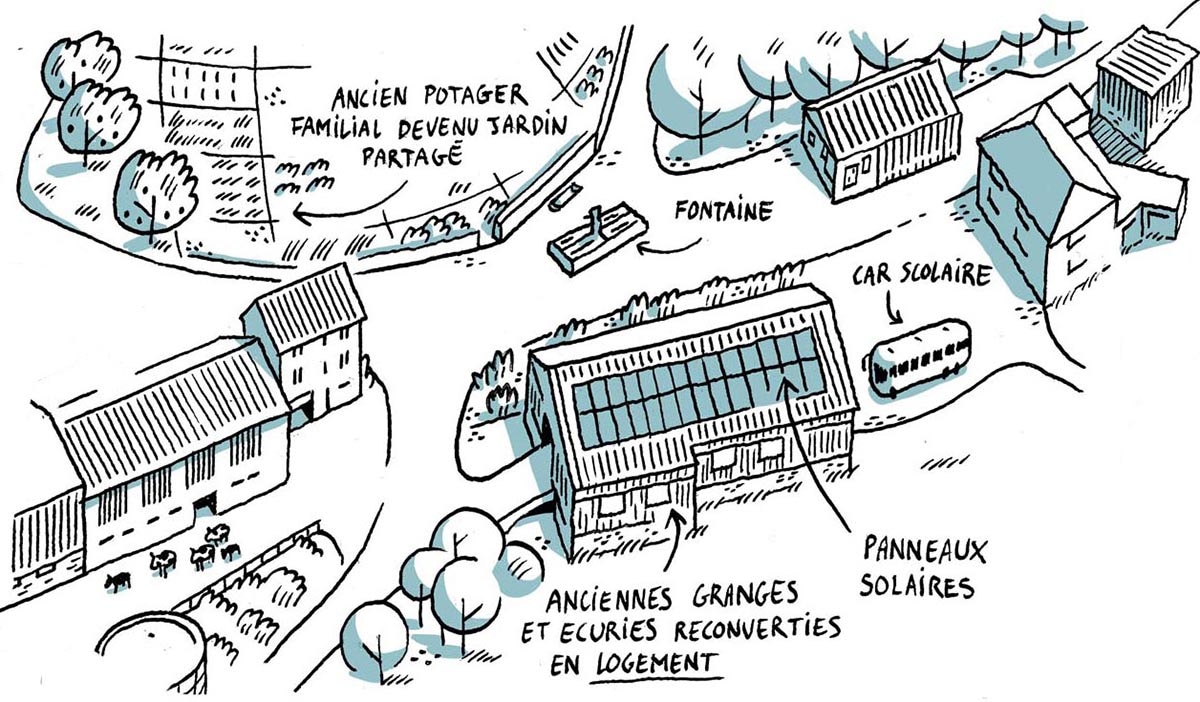 ANCIEN POTAGER
FAMILIAL DEVENU JARDIN
PARTAGÉ
FONTAINE
CAR SCOLAIRE
PANNEAUX
SOLAIRES
ANCIENNES GRANGES
ET ECURIES RECONVERTIES
EN LOGEMENT